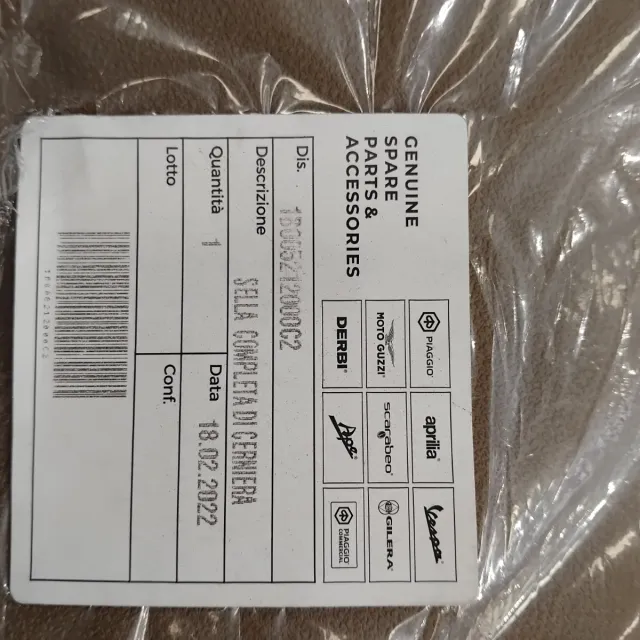 GENUINE
SPARE
PARTS &
ACCESSORIES
PIAGGIO
aprilia
Vespa
MOTO GUZZI
scarabeo
GILERA
DERBI
Ape
PIAGGIO
COMMERCIAL
Dis.
Descrizione
SELLA COMPLETA DI CERNIERA
Quantità 1
Data 18.02.2022
Lotto
Conf.